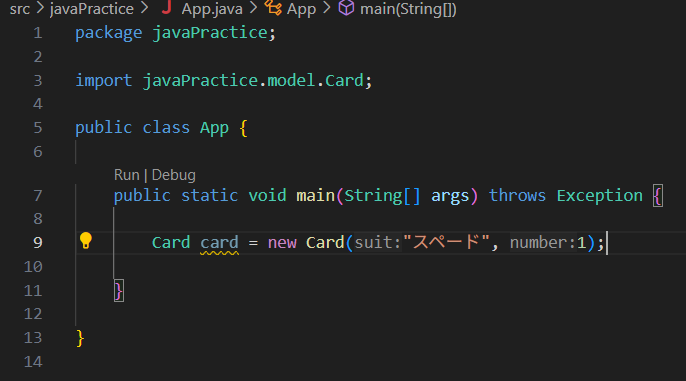 src > javaPractice > App.java > App > main(String[])
1 package javaPractice;
2
3 import javaPractice.model.Card;
4
5 public class App {
6
Run | Debug
7 public static void main(String[] args) throws Exception {
8
9 Card card = new Card(suit:"スペード", number:1);
10
11 }
12
13 }
14